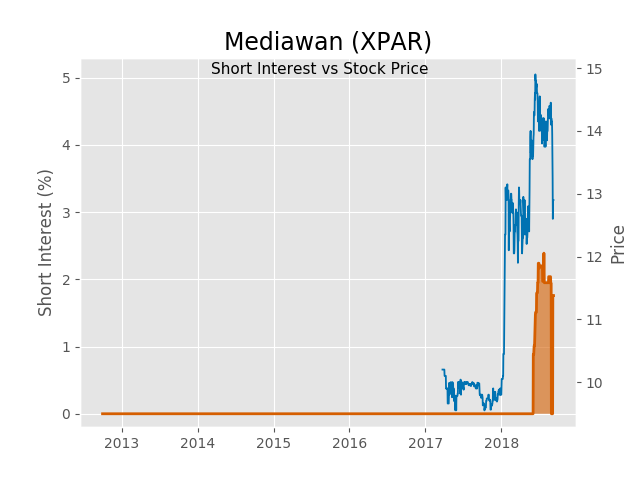 Mediawan (XPAR)
Short Interest vs Stock Price
Short Interest (%)
5
4
3
2
1
0
15
14
13
12
11
10
Price
2013 2014 2015 2016 2017 2018